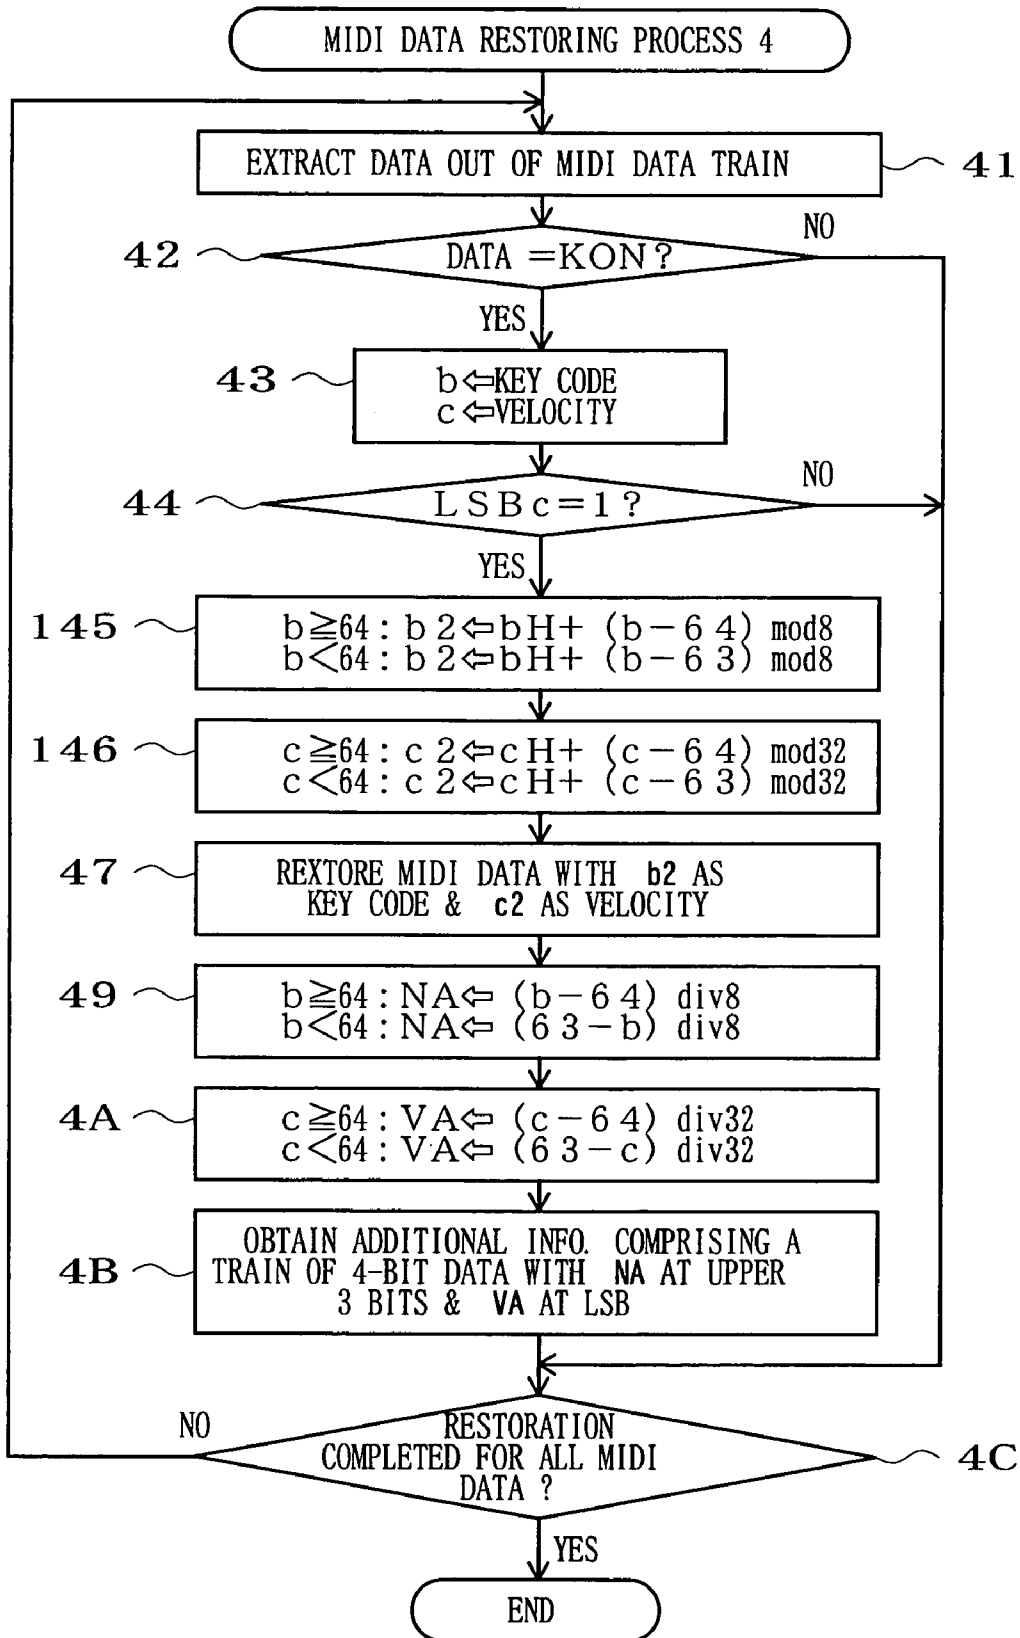 MIDI DATA RESTORING PROCESS 4
EXTRACT DATA OUT OF MIDI DATA TRAIN
41
42
DATA =KON?
NO
YES
43
b⇦KEY CODE
c⇦VELOCITY
44
LSBc=1?
NO
YES
145
b≧64: b2⇦bH+ (b-64) mod8
b<64: b2⇦bH+ (b-63) mod8
146
c≧64: c2⇦cH+ (c-64) mod32
c<64: c2⇦cH+ (c-63) mod32
47
REXTORE MIDI DATA WITH b2 AS
KEY CODE & c2 AS VELOCITY
49
b≧64: NA⇦ (b-64) div8
b<64: NA⇦ (63-b) div8
4A
c≧64: VA⇦ (c-64) div32
c<64: VA⇦ (63-c) div32
4B
OBTAIN ADDITIONAL INFO. COMPRISING A
TRAIN OF 4-BIT DATA WITH NA AT UPPER
3 BITS & VA AT LSB
NO
RESTORATION
COMPLETED FOR ALL MIDI
DATA ?
4C
YES
END